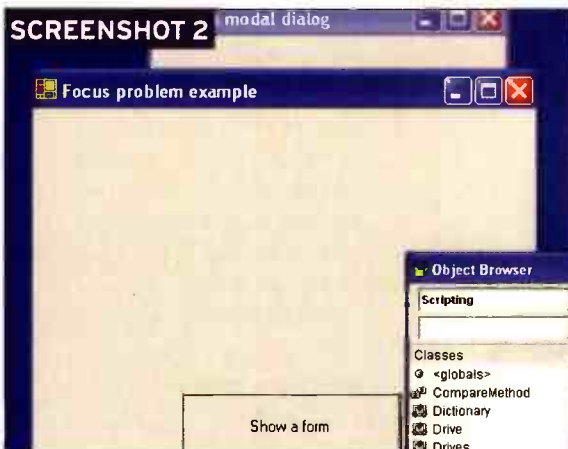 SCREENSHOT 2
modal dialog
Focus problem example
Object Browser
Scripting
Classes
<globals>
CompareMethod
Dictionary
Drive
Drives
Show a form